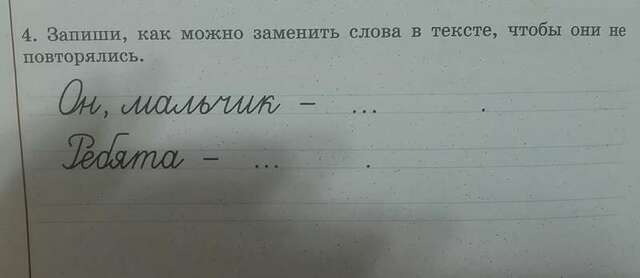 4. Запиши, как можно заменить слова в тексте, чтобы они не
повторялись.
Он, мальчик – ... .
Ребята – ... .